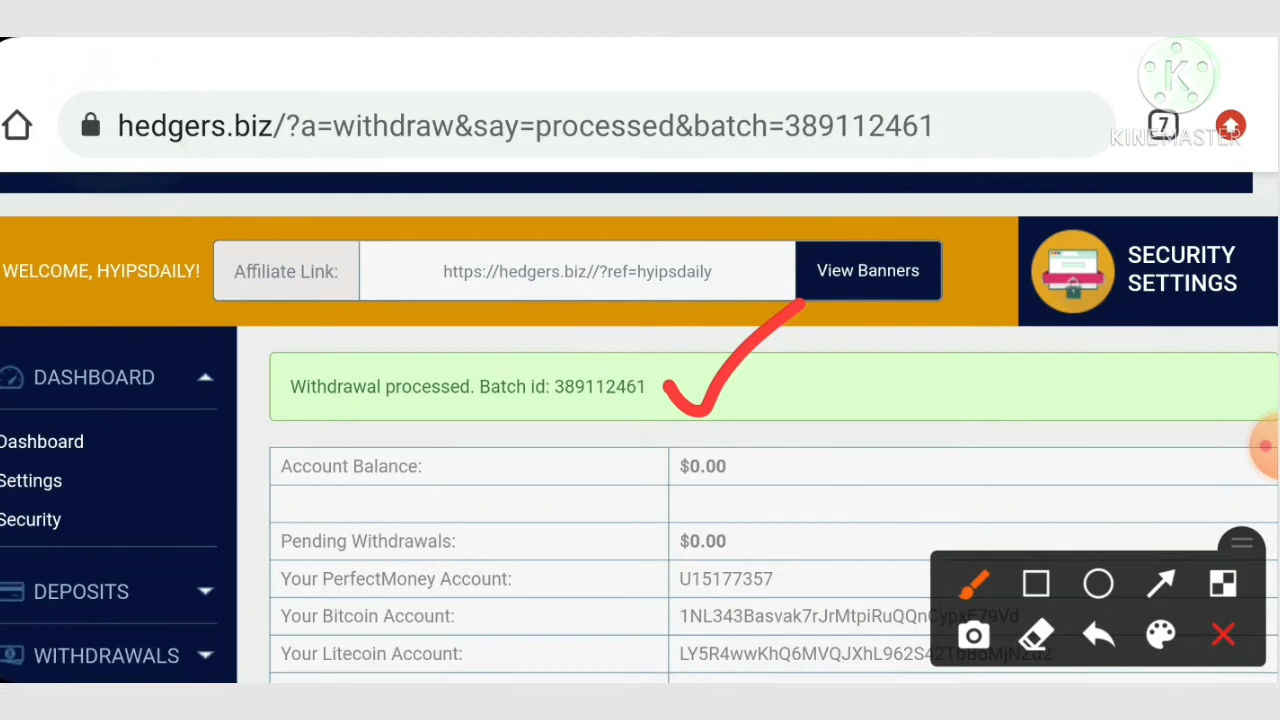 hedgers.biz/?a=withdraw&say=processed&batch=389112461
7
K
KINEMASTER
WELCOME, HYIPSDAILY!
Affiliate Link:
https://hedgers.biz//?ref=hyipsdaily
View Banners
SECURITY
SETTINGS
DASHBOARD
Withdrawal processed. Batch id: 389112461
Dashboard
Settings
Security
DEPOSITS
WITHDRAWALS
Account Balance: $0.00
Pending Withdrawals: $0.00
Your PerfectMoney Account: U15177357
Your Bitcoin Account:
Your Litecoin Account: